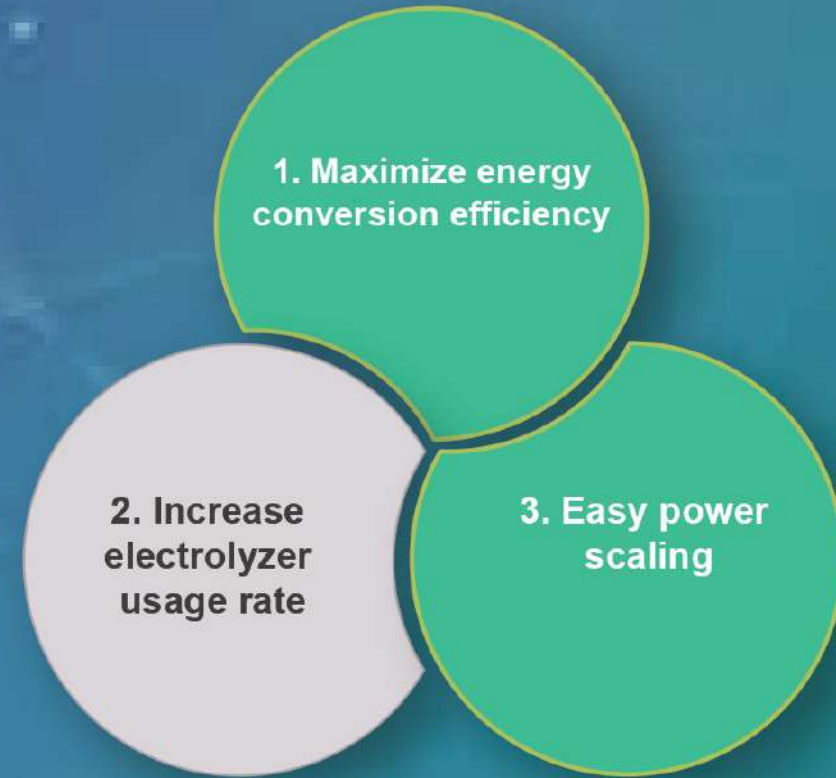 1. Maximize energy
conversion efficiency
2. Increase
electrolyzer
usage rate
3. Easy power
scaling